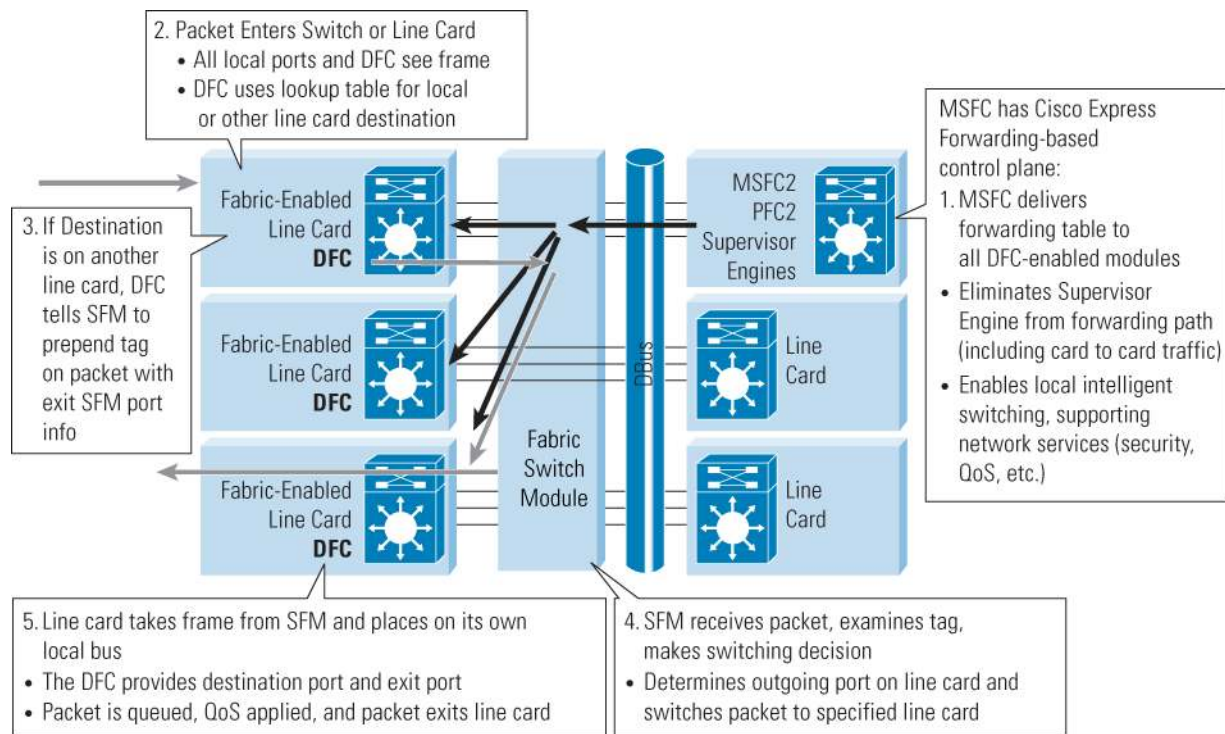 2. Packet Enters Switch or Line Card
• All local ports and DFC see frame
• DFC uses lookup table for local
or other line card destination
MSFC has Cisco Express
Forwarding-based
control plane:
1. MSFC delivers
forwarding table to
all DFC-enabled modules
• Eliminates Supervisor
Engine from forwarding path
(including card to card traffic)
• Enables local intelligent
switching, supporting
network services (security,
QoS, etc.)
3. If Destination
is on another
line card, DFC
tells SFM to
prepend tag
on packet with
exit SFM port
info
Fabric-Enabled
Line Card
DFC
Fabric-Enabled
Line Card
DFC
Fabric-Enabled
Line Card
DFC
Fabric
Switch
Module
DBus
MSFC2
PFC2
Supervisor
Engines
Line
Card
Line
Card
5. Line card takes frame from SFM and places on its own
local bus
• The DFC provides destination port and exit port
• Packet is queued, QoS applied, and packet exits line card
4. SFM receives packet, examines tag,
makes switching decision
• Determines outgoing port on line card and
switches packet to specified line card